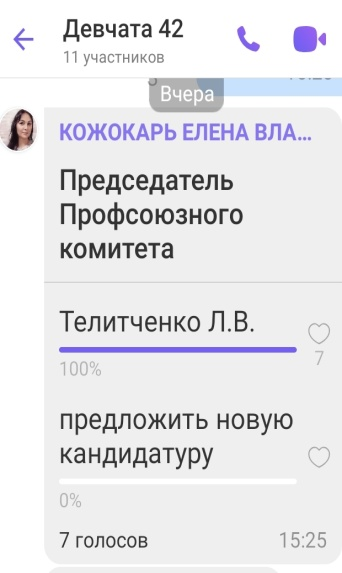 Девчата 42
11 участников
Вчера
КОЖОКАРЬ ЕЛЕНА ВЛА...
Председатель
Профсоюзного
комитета
Телитченко Л.В.
7
100%
предложить новую
кандидатуру
0%
7 голосов
15:25